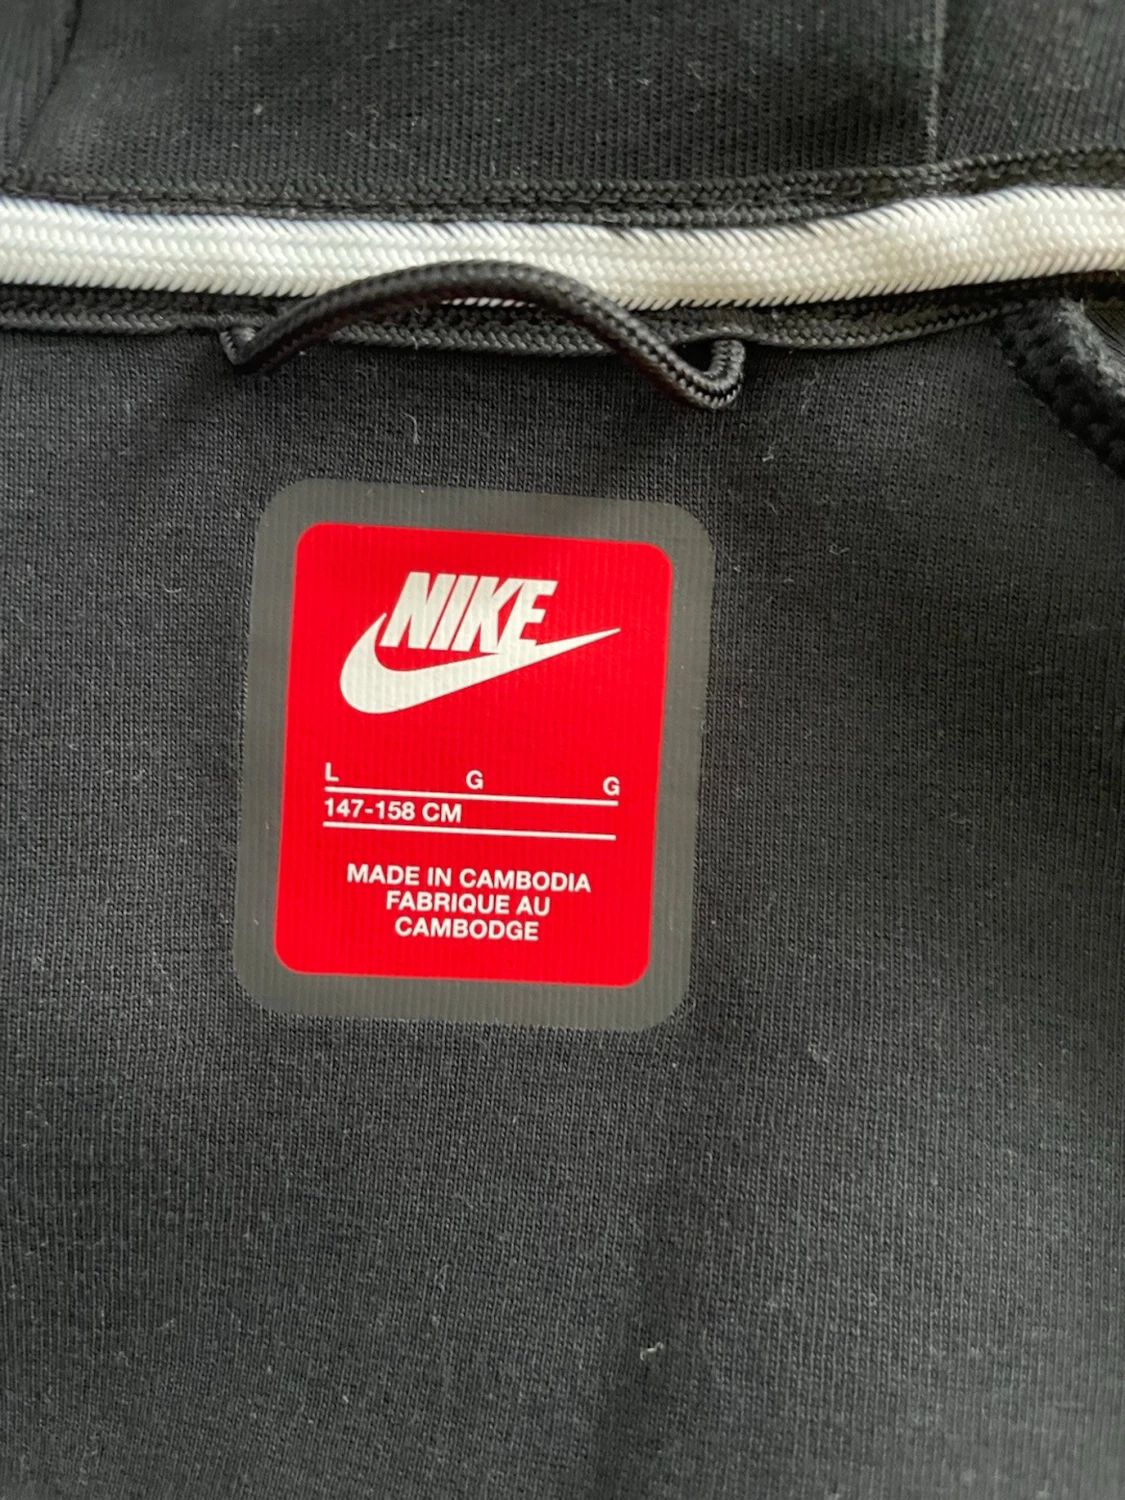 NIKE
L G G
147-158 CM
MADE IN CAMBODIA
FABRIQUE AU
CAMBODGE